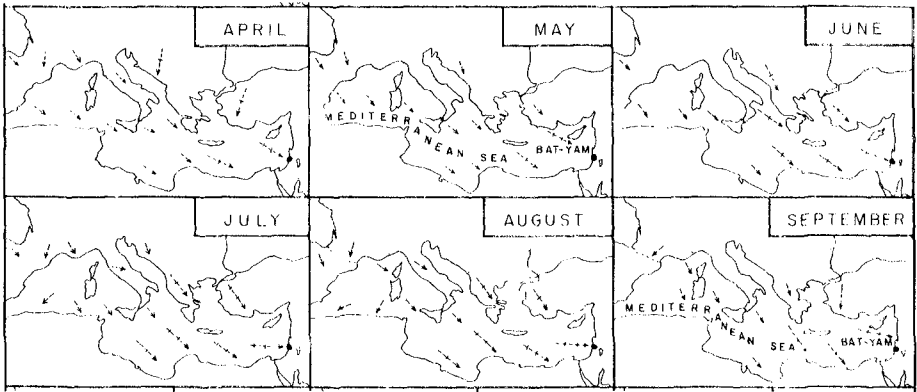 APRIL
MAY
JUNE
MEDITERRANEAN SEA
BAT-YAM
JULY
AUGUST
SEPTEMBER
MEDITERRANEAN SEA
BAT-YAM